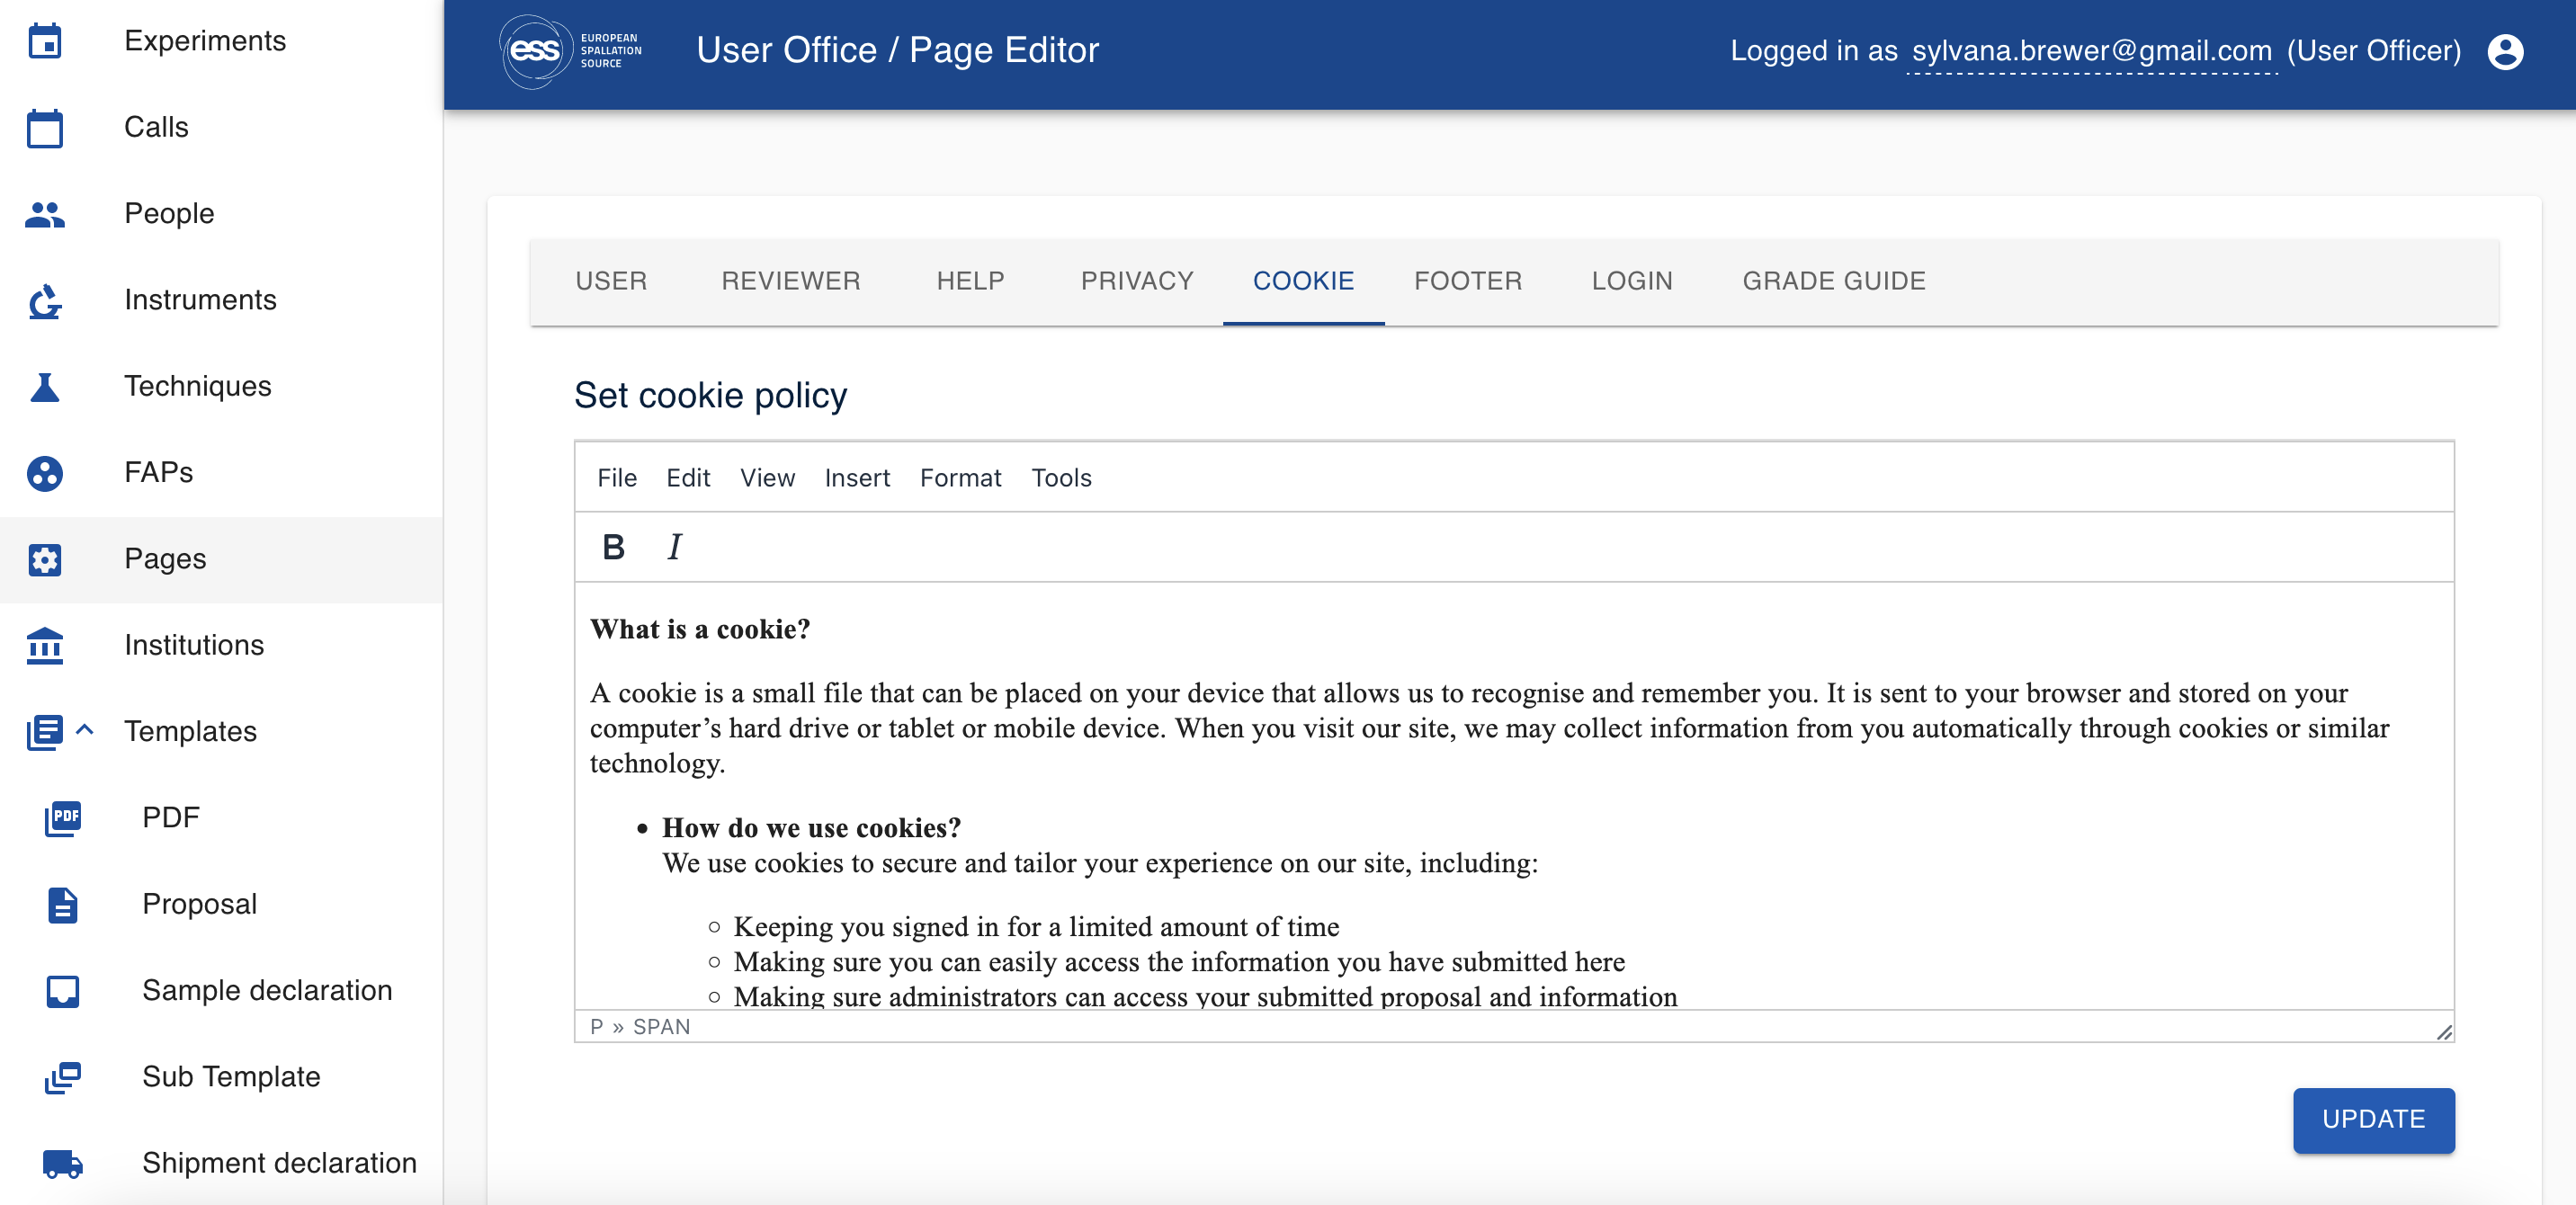 Experiments
Calls
People
Instruments
Techniques
FAPs
Pages
Institutions
Templates
PDF
PDF
Proposal
Sample declaration
Sub Template
Shipment declaration
ess
EUROPEAN
SPALLATION
SOURCE
User Office / Page Editor
Logged in as sylvana.brewer@gmail.com (User Officer)
USER REVIEWER HELP PRIVACY COOKIE FOOTER LOGIN GRADE GUIDE
Set cookie policy
File Edit View Insert Format Tools
B I
What is a cookie?
A cookie is a small file that can be placed on your device that allows us to recognise and remember you. It is sent to your browser and stored on your
computer’s hard drive or tablet or mobile device. When you visit our site, we may collect information from you automatically through cookies or similar
technology.
• How do we use cookies?
We use cookies to secure and tailor your experience on our site, including:
◦ Keeping you signed in for a limited amount of time
◦ Making sure you can easily access the information you have submitted here
◦ Making sure administrators can access your submitted proposal and information
P » SPAN
UPDATE